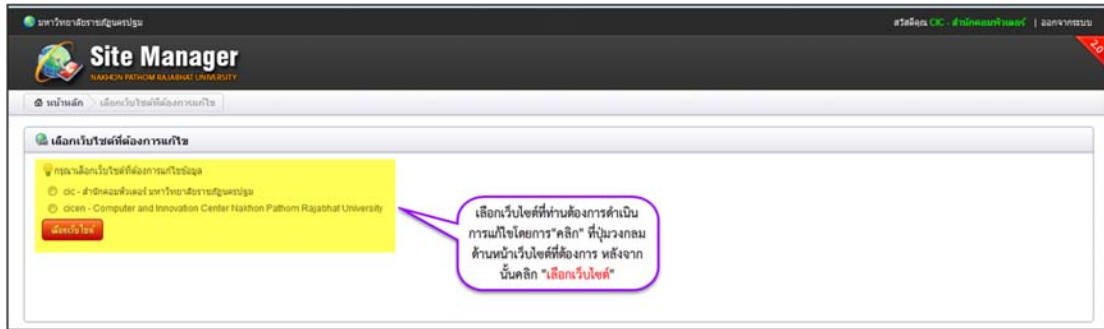 มหาวิทยาลัยราชภัฏนครปฐม
สวัสดีคุณ CIC - สำนักคอมพิวเตอร์ | ออกจากระบบ
Site Manager
2.0
NAKHON PATHOM RAJABHAT UNIVERSITY
หน้าหลัก เลือกเว็บไซต์ที่ต้องการแก้ไข
เลือกเว็บไซต์ที่ต้องการแก้ไข
กรุณาเลือกเว็บไซต์ที่ต้องการแก้ไขข้อมูล
cic - สำนักคอมพิวเตอร์ มหาวิทยาลัยราชภัฏนครปฐม
cicen - Computer and Innovation Center Nakhon Pathom Rajabhat University
เลือกเว็บไซต์
เลือกเว็บไซต์ที่ท่านต้องการดำเนิน
การแก้ไขโดยการ"คลิก" ที่ปุ่มวงกลม
ด้านหน้าเว็บไซต์ที่ต้องการ หลังจาก
นั้นคลิก "เลือกเว็บไซต์"